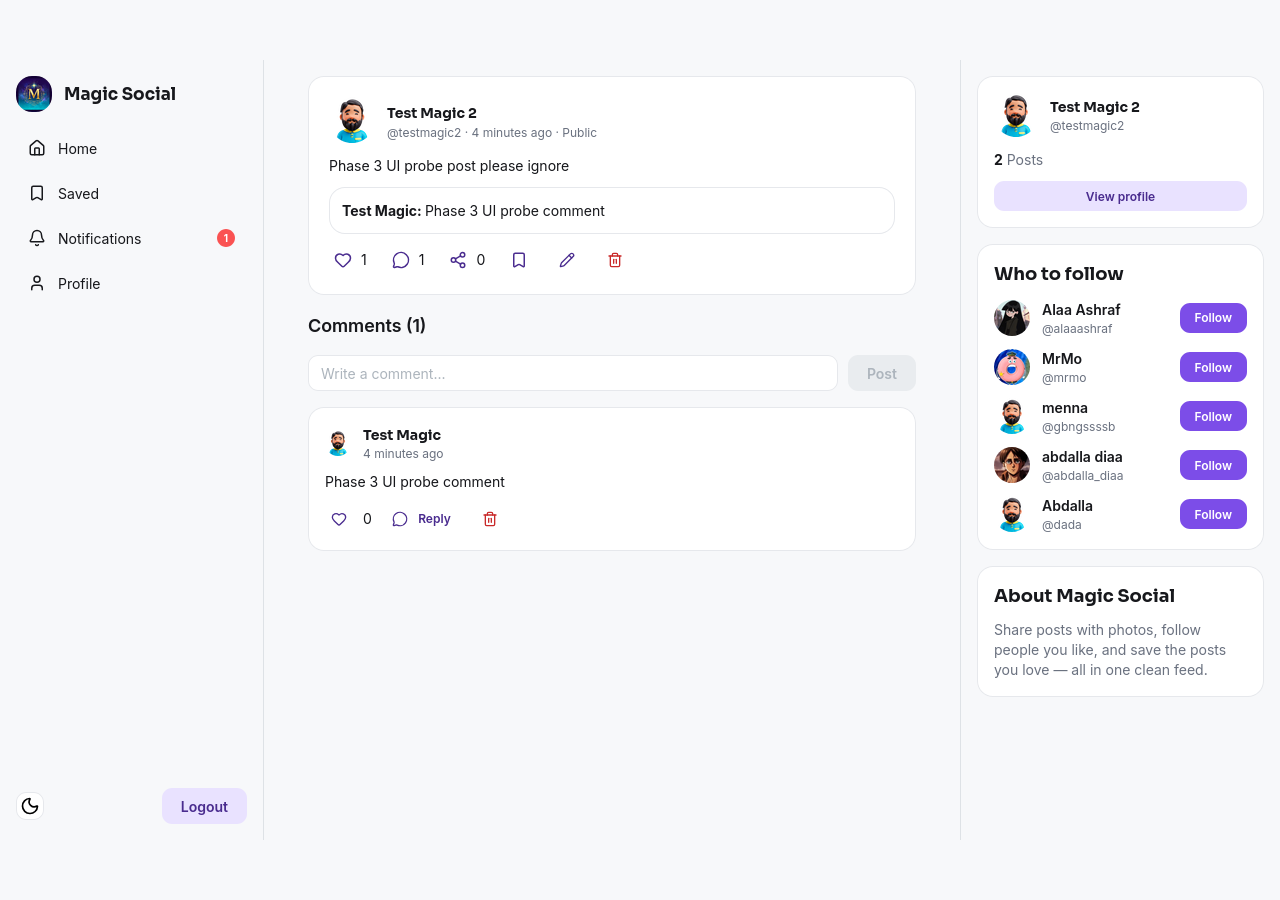 Magic Social
Home
Saved
Notifications
1
Profile
Logout
Test Magic 2
@testmagic2 · 4 minutes ago · Public
Phase 3 UI probe post please ignore
Test Magic: Phase 3 UI probe comment
1
1
0
Comments (1)
Write a comment...
Post
Test Magic
4 minutes ago
Phase 3 UI probe comment
0
Reply
Test Magic 2
@testmagic2
2 Posts
View profile
Who to follow
Alaa Ashraf
@alaaashraf
Follow
MrMo
@mrmo
Follow
menna
@gbngssssb
Follow
abdalla diaa
@abdalla_diaa
Follow
Abdalla
@dada
Follow
About Magic Social
Share posts with photos, follow
people you like, and save the posts
you love — all in one clean feed.